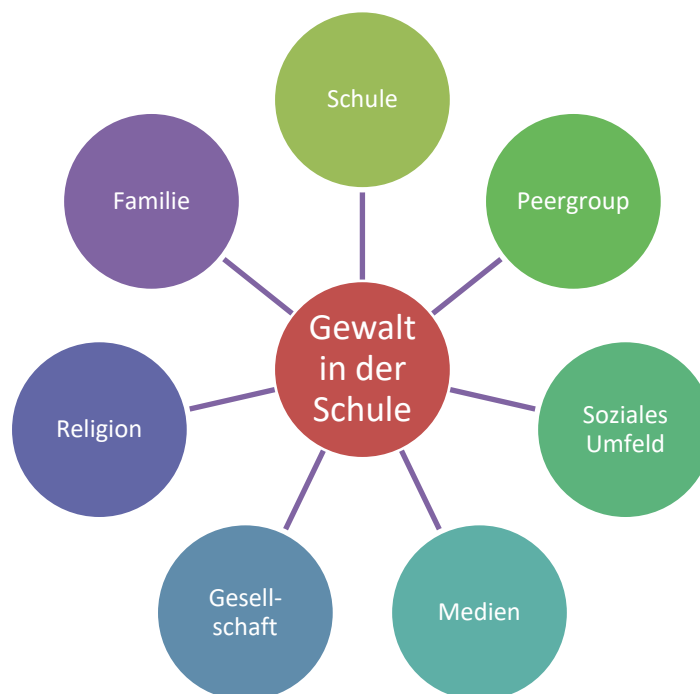 Schule
Familie
Peergroup
Gewalt
in der
Schule
Religion
Soziales
Umfeld
Gesell-
schaft
Medien